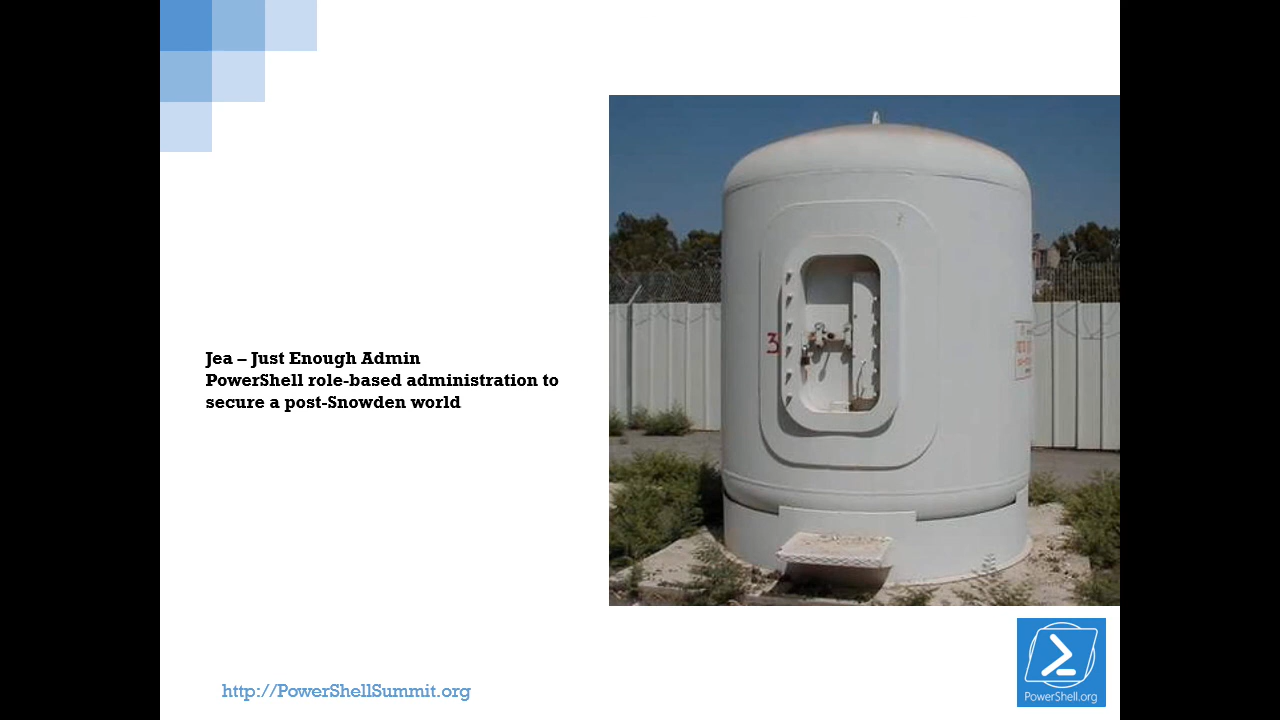 Jea – Just Enough Admin
PowerShell role-based administration to
secure a post-Snowden world
3
http://PowerShellSummit.org
PowerShell.org